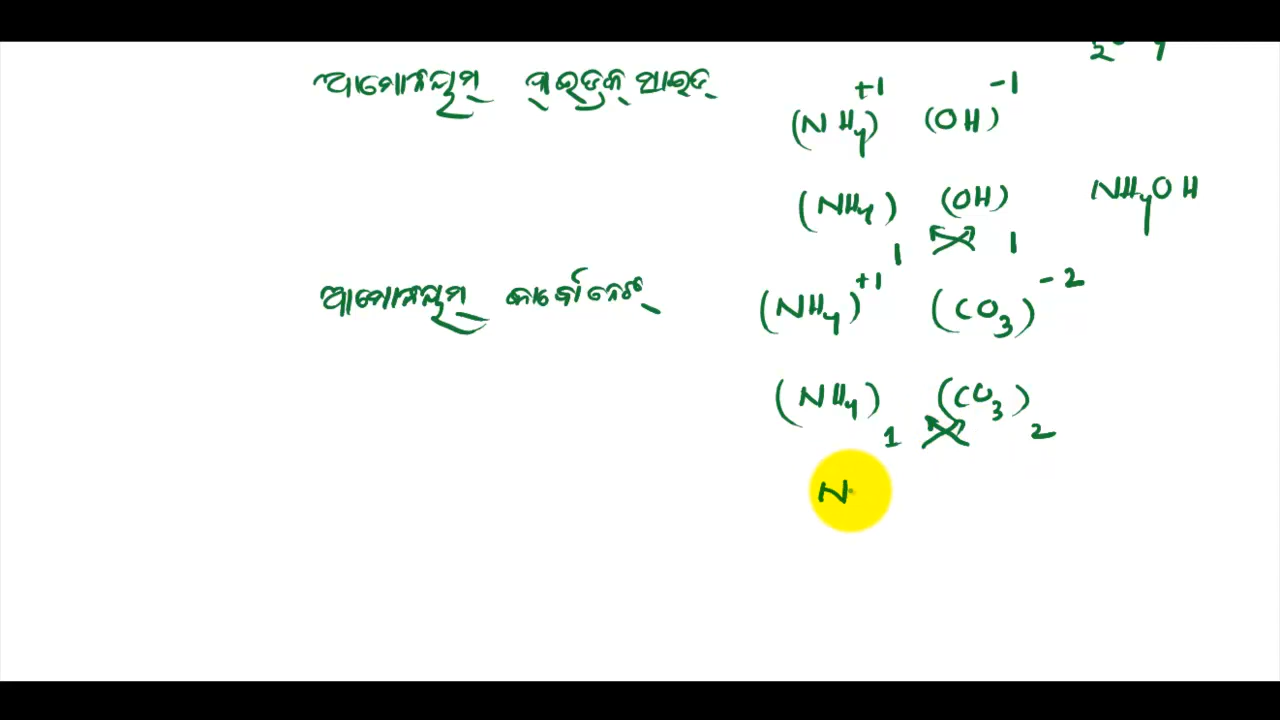 ଆମୋନିୟମ୍ ହାଇଡ୍ରକ୍ସାଇଡ୍ (NH4)+1 (OH)-1
(NH4) 1 (OH) 1 NH4OH
ଆମୋନିୟମ୍ କାର୍ବୋନେଟ୍ (NH4)+1 (CO3)-2
(NH4) 1 (CO3) 2
N